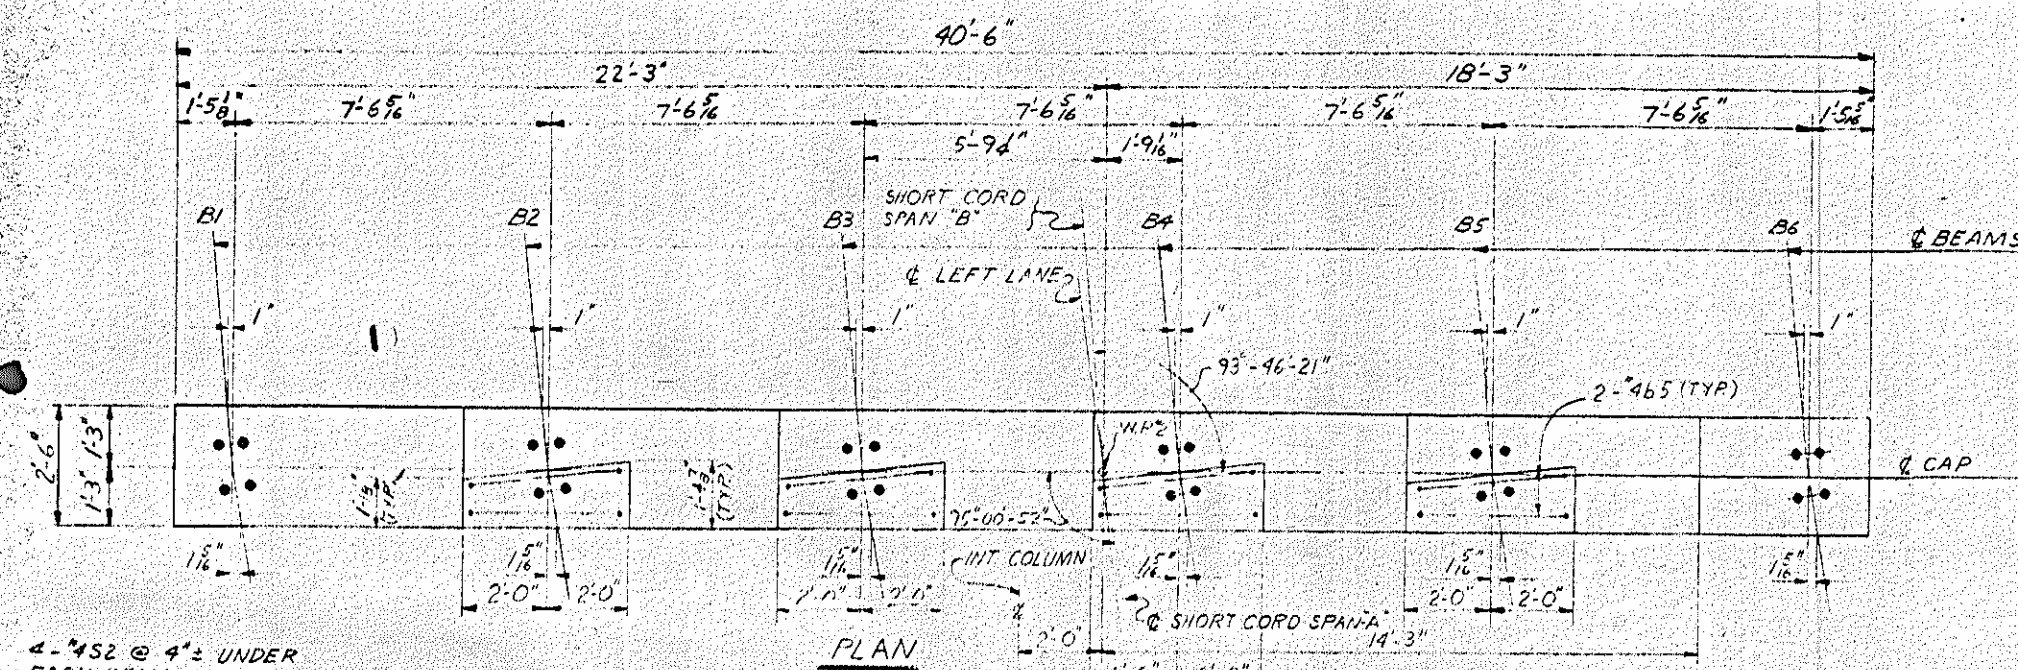 40'-6"
22'-3" 18'-3"
1'-5 1/8" 7'-6 5/16" 7'-6 5/16" 7'-6 5/16" 7'-6 5/16" 7'-6 5/16" 1'-5 5/16"
5'-9 1/4" 1'-9 1/16"
SHORT CORD
SPAN "B"
B1 B2 B3 B4 B5 B6
℄ BEAMS
℄ LEFT LANE
1" 1" 1" 1" 1" 1"
93°-46'-21"
2-#4b5 (TYP.)
W.P.2
2'-6" 1'-3" 1'-3"
(TYP.)
(TYP.)
℄ CAP
INT. COLUMN
1 5/16" 1 5/16" 1 5/16" 1 5/16" 1 5/16" 1 5/16"
2'-0" 2'-0" 2'-0" 2'-0" 2'-0" 2'-0"
℄ SHORT CORD SPAN-A
℄
2'-0" 14'-3"
4-#4S2 @ 4"± UNDER
PLAN